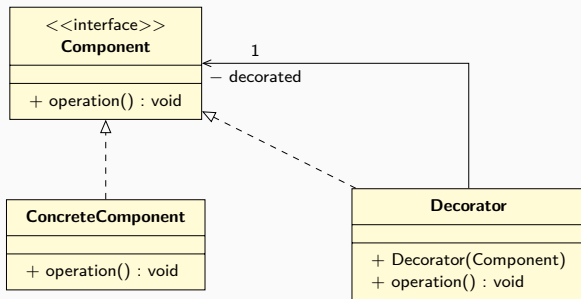 <<interface>>
Component
+ operation() : void
1
− decorated
ConcreteComponent
+ operation() : void
Decorator
+ Decorator(Component)
+ operation() : void